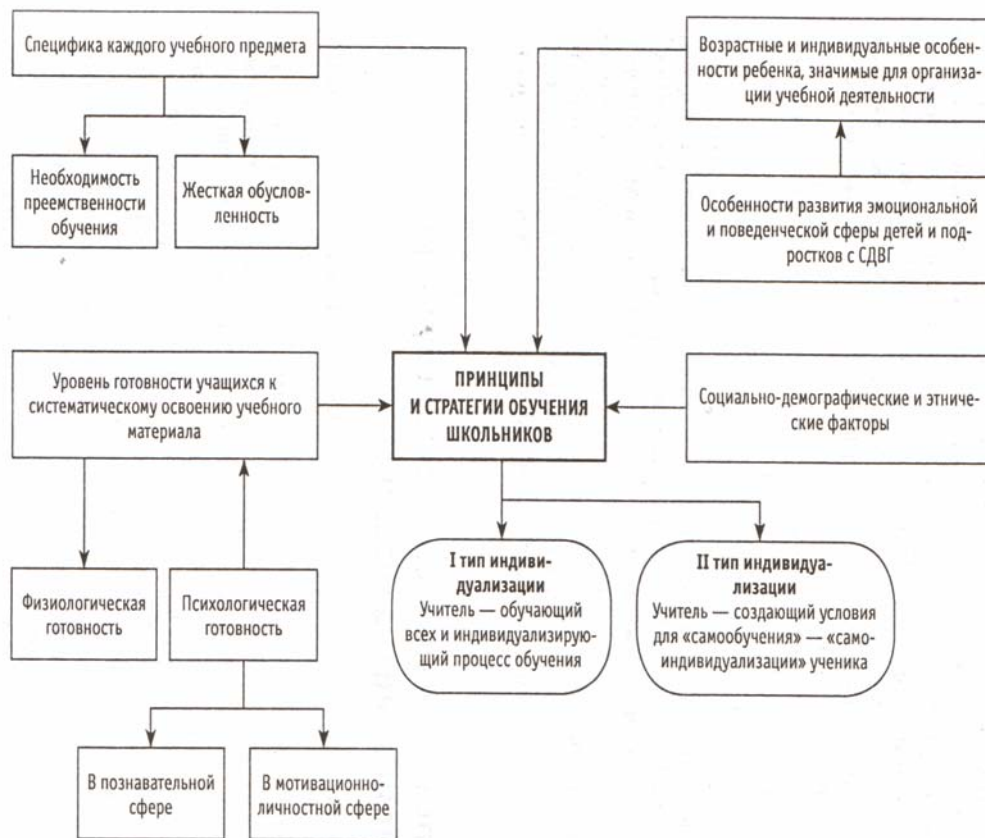 Специфика каждого учебного предмета
Возрастные и индивидуальные особен-
ности ребенка, значимые для организа-
ции учебной деятельности
Необходимость
преемственности
обучения
Жесткая обуслов-
ленность
Особенности развития эмоциональной
и поведенческой сферы детей и под-
ростков с СДВГ
Уровень готовности учащихся к
систематическому освоению учебного
материала
ПРИНЦИПЫ
И СТРАТЕГИИ ОБУЧЕНИЯ
ШКОЛЬНИКОВ
Социально-демографические и этниче-
ские факторы
Физиологическая
готовность
Психологическая
готовность
I тип индиви-
дуализации
Учитель — обучающий
всех и индивидуализирую-
щий процесс обучения
II тип индивидуа-
лизации
Учитель — создающий условия
для «самообучения» — «само-
индивидуализации» ученика
В познавательной
сфере
В мотивационно-
личностной сфере